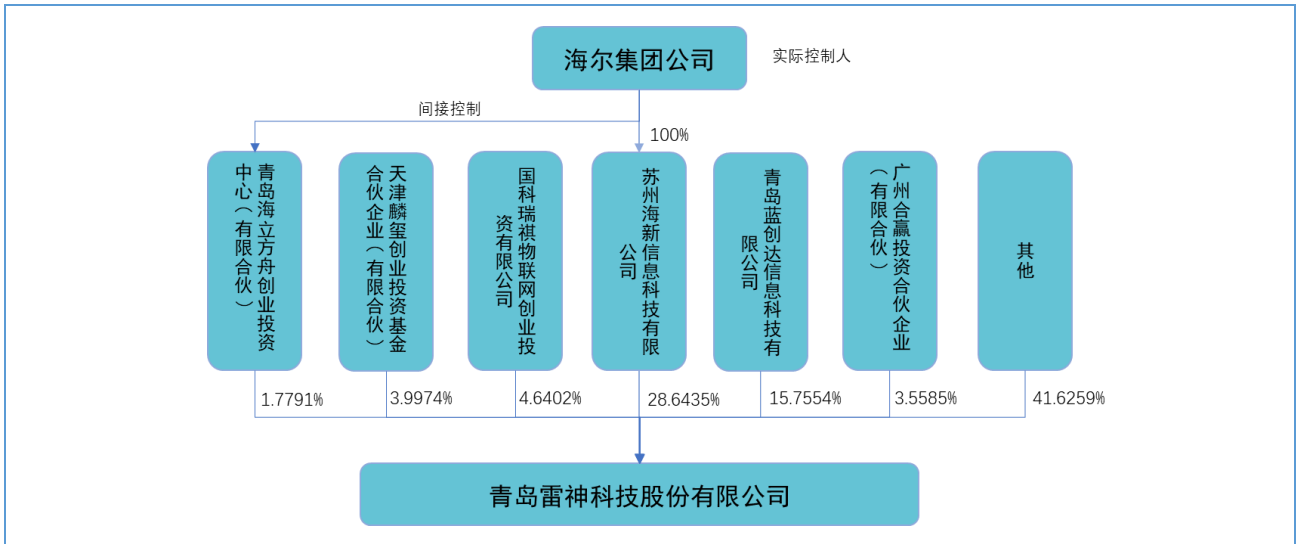 海尔集团公司
实际控制人
间接控制
100%
青岛海立方舟创业投资
中心（有限合伙）
天津麟玺创业投资基金
合伙企业（有限合伙）
国科瑞祺物联网创业投
资有限公司
苏州海新信息科技有限
公司
青岛蓝创达信息科技有
限公司
广州合赢投资合伙企业
（有限合伙）
其他
1.7791%
3.9974%
4.6402%
28.6435%
15.7554%
3.5585%
41.6259%
青岛雷神科技股份有限公司